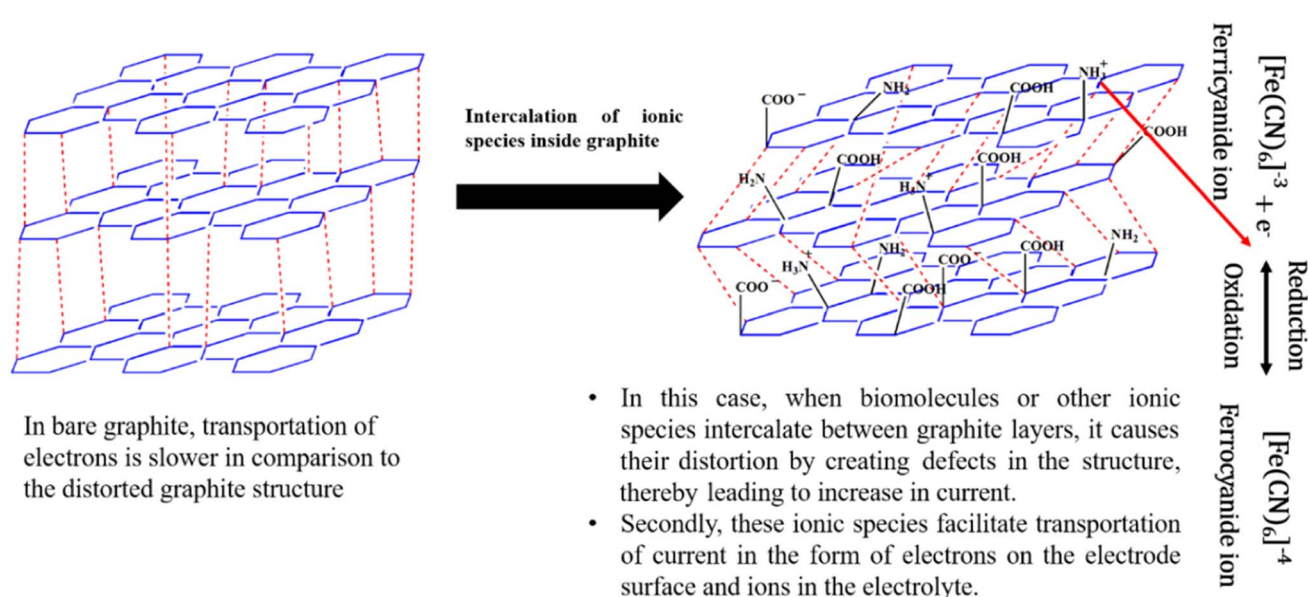 Intercalation of ionic
species inside graphite
In bare graphite, transportation of
electrons is slower in comparison to
the distorted graphite structure
COO⁻
NH₂
COOH
NH₃⁺
COOH
H₂N
COOH
H₃N⁺
COOH
H₃N⁺
NH₂
COO⁻
COOH
NH₂
COO⁻
COOH
• In this case, when biomolecules or other ionic
species intercalate between graphite layers, it causes
their distortion by creating defects in the structure,
thereby leading to increase in current.
• Secondly, these ionic species facilitate transportation
of current in the form of electrons on the electrode
surface and ions in the electrolyte.
[Fe(CN)₆]⁻³ + e⁻
Ferricyanide ion
Reduction
Oxidation
[Fe(CN)₆]⁻⁴
Ferrocyanide ion